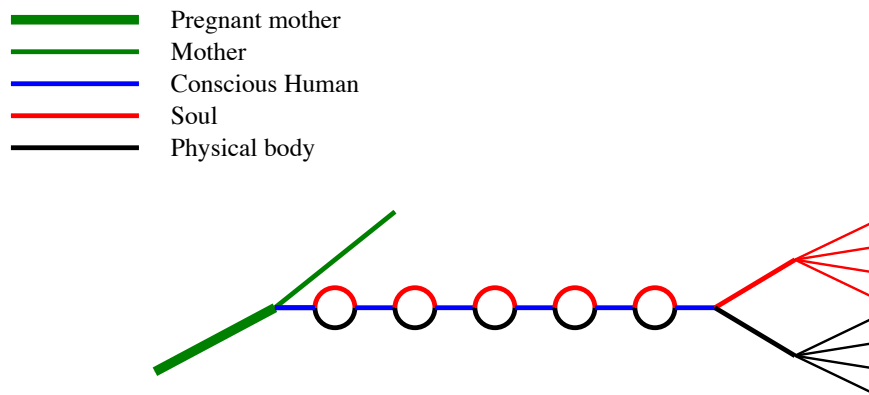 Pregnant mother
Mother
Conscious Human
Soul
Physical body